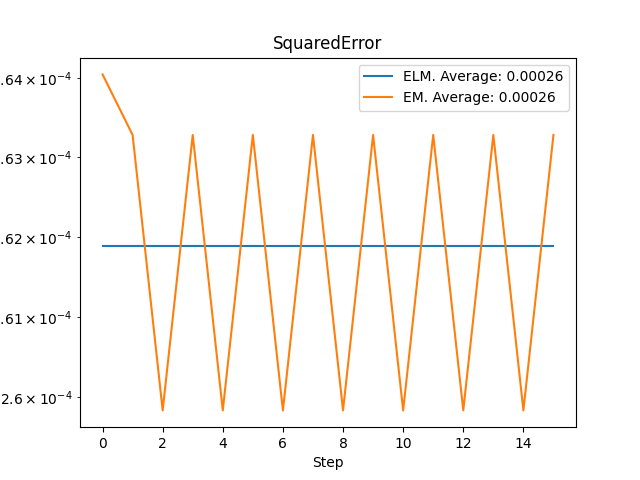 SquaredError
ELM. Average: 0.00026
EM. Average: 0.00026
.64 × 10⁻⁴
.63 × 10⁻⁴
.62 × 10⁻⁴
.61 × 10⁻⁴
2.6 × 10⁻⁴
0 2 4 6 8 10 12 14
Step